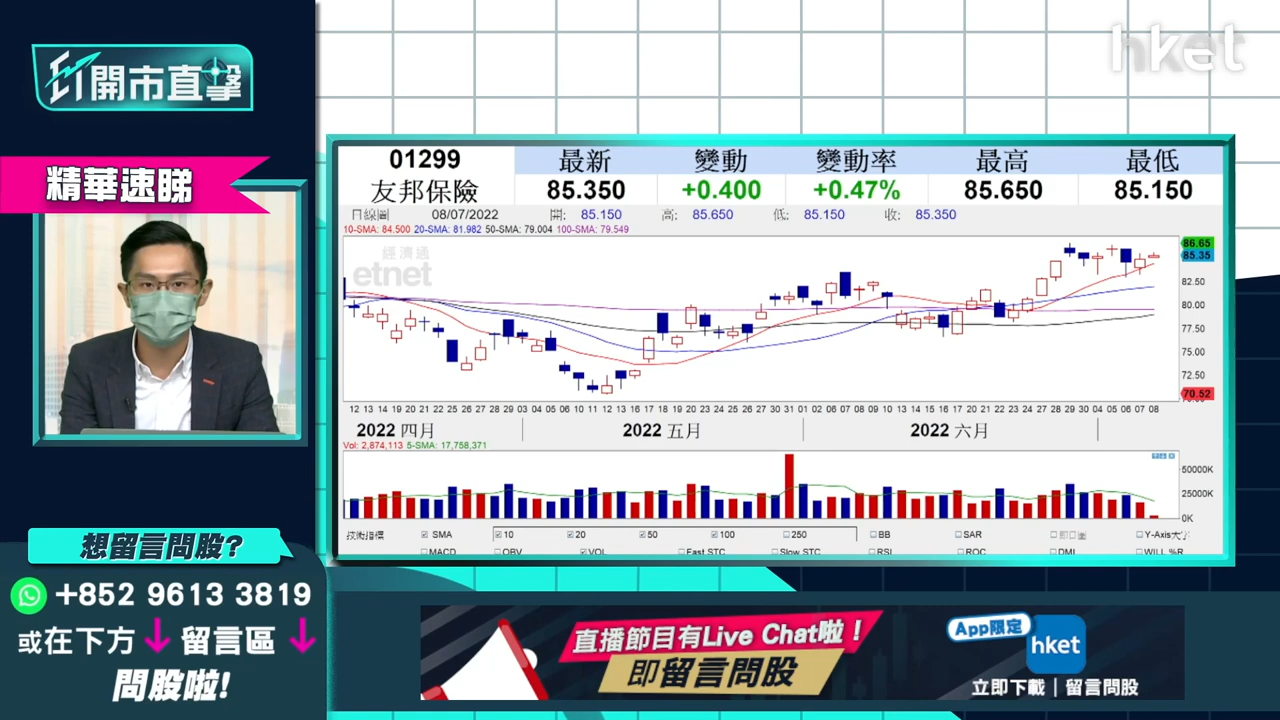 hket
ET開市直擊
精華速睇
01299
友邦保險
最新 變動 變動率 最高 最低
85.350 +0.400 +0.47% 85.650 85.150
日線圖 08/07/2022 開: 85.150 高: 85.650 低: 85.150 收: 85.350
10-SMA: 84.500 20-SMA: 81.982 50-SMA: 79.004 100-SMA: 79.549
經濟通
etnet
86.65
85.35
82.50
80.00
77.50
75.00
72.50
70.52
12 13 14 19 20 21 22 25 26 27 28 29 03 04 05 06 10 11 12 13 16 17 18 19 20 23 24 25 26 27 30 31 01 02 06 07 08 09 10 13 14 15 16 17 20 21 22 23 24 27 28 29 30 04 05 06 07 08
2022 四月 2022 五月 2022 六月
Vol: 2,874,113 5-SMA: 17,758,371
50000K
25000K
0K
技術指標 SMA 10 20 50 100 250 BB SAR 即日圖 Y-Axis大字
MACD OBV VOL Fast STC Slow STC RSI ROC DMI WILL %R
想留言問股?
+852 9613 3819
或在下方 留言區
問股啦!
直播節目有Live Chat啦!
即留言問股
App限定
hket
立即下載|留言問股